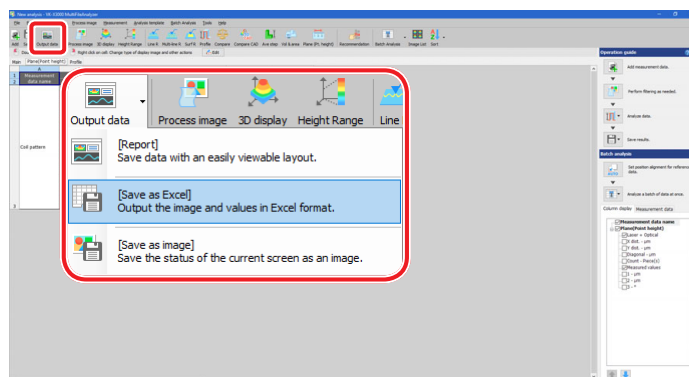 New analysis - VK-X3000 MultiFileAnalyzer
Process image Measurement Analysis template Batch Analysis Tools Help
Output data Process image 3D display Height Range Line R Multi-line R Surf R Profile Compare Compare CAD Ave step Vol & area Plane (Pt. height) Recommendation Batch Analysis Image List Sort
Right click on cell: Change type of display image and other actions Edit
Main Plane(Point height) Profile
A
1 Measurement
2 data name
Coil pattern
3
Output data
Process image 3D display Height Range Line
[Report]
Save data with an easily viewable layout.
[Save as Excel]
Output the image and values in Excel format.
[Save as image]
Save the status of the current screen as an image.
Operation guide
Add measurement data.
Perform filtering as needed.
Analyze data.
Save results.
Batch analysis
Set position alignment for reference
data.
Analyze a batch of data at once.
Column display Measurement data
Measurement data name
Plane(Point height)
Laser + Optical
X dist. - μm
Y dist. - μm
Diagonal - μm
Count - Piece(s)
Measured values
1 - μm
2 - μm
3 - °